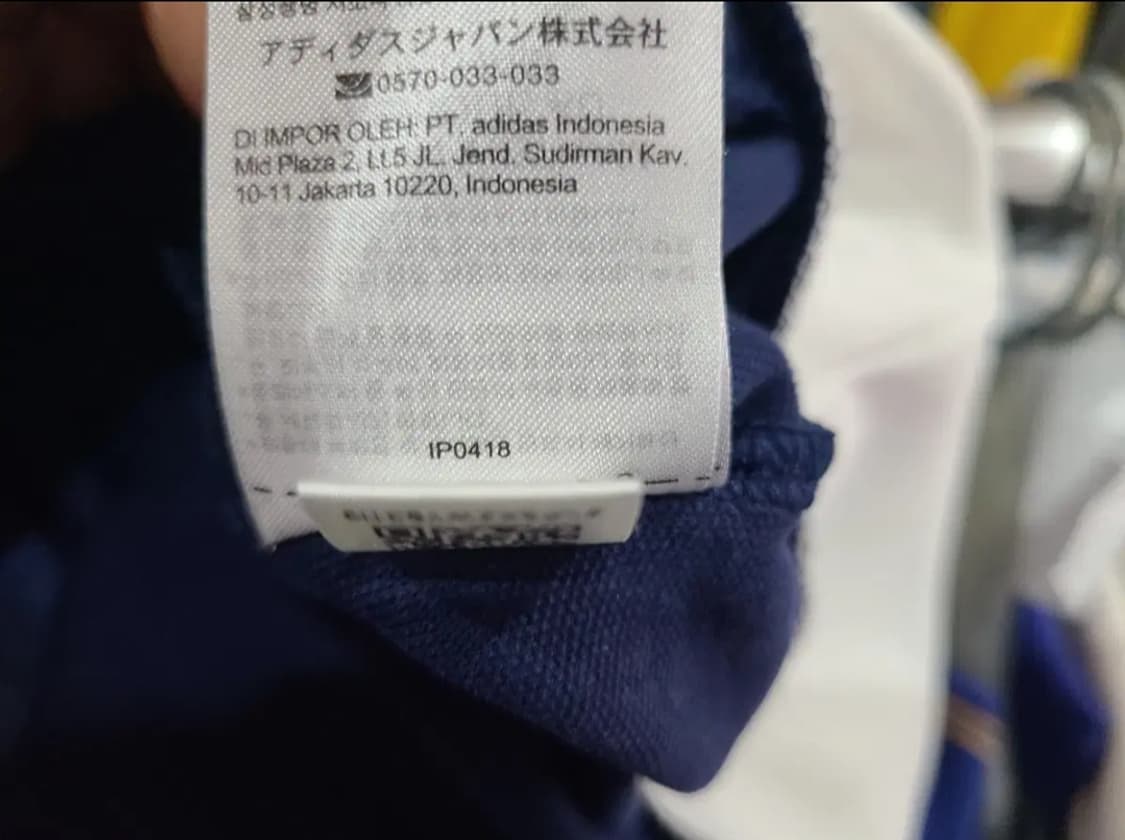 アディダスジャパン株式会社
0570-033-033
DI IMPOR OLEH: PT. adidas Indonesia
Mid Plaza 2, Lt.5 JL. Jend. Sudirman Kav.
10-11 Jakarta 10220, Indonesia
IP0418